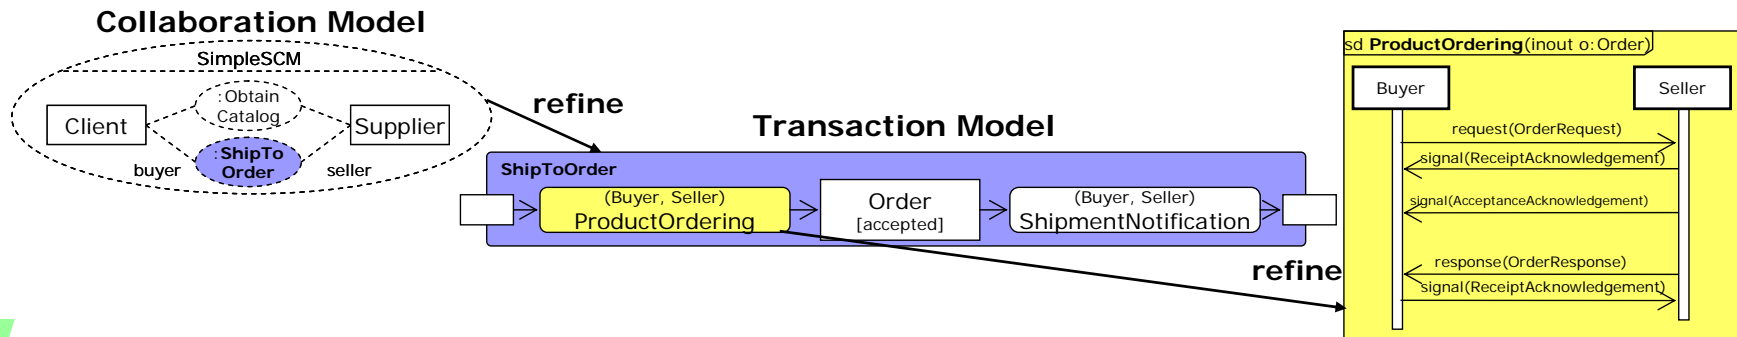 Collaboration Model
SimpleSCM
:Obtain
Catalog
Client
Supplier
:ShipTo
Order
buyer
seller
refine
Transaction Model
ShipToOrder
(Buyer, Seller)
ProductOrdering
Order
[accepted]
(Buyer, Seller)
ShipmentNotification
refine
sd ProductOrdering(inout o:Order)
Buyer
Seller
request(OrderRequest)
signal(ReceiptAcknowledgement)
signal(AcceptanceAcknowledgement)
response(OrderResponse)
signal(ReceiptAcknowledgement)